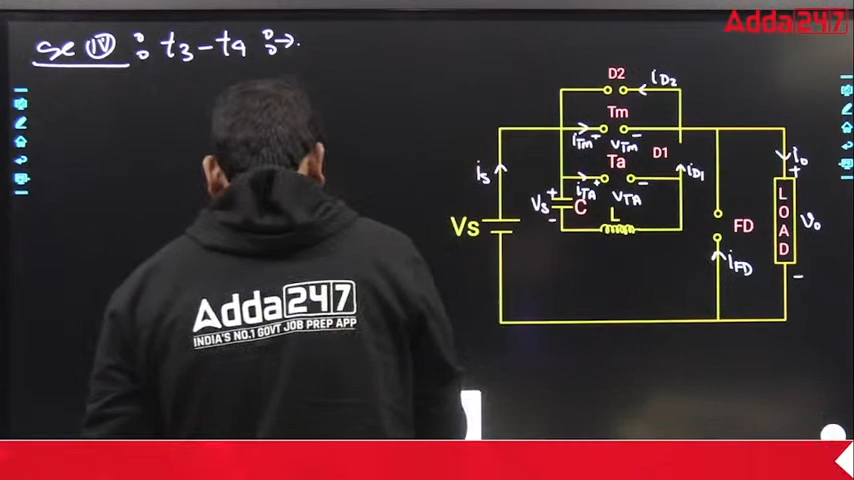 Adda247
se (IV) : t3-t4 :→.
D2
iD2
Tm
iTm + VTm -
D1
Ta
is
iTA + VTA -
iD1
io
+
Vs + C
-
L
Vs
FD
LOAD
vo
iFD
-
Adda247
INDIA'S NO.1 GOVT JOB PREP APP